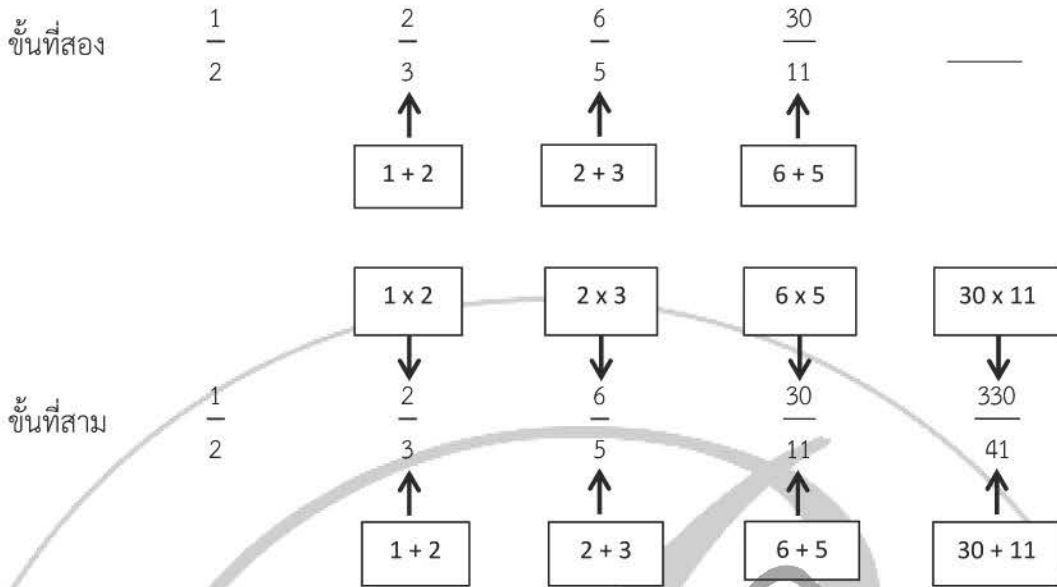 1 2 6 30
ขั้นที่สอง
2 3 5 11
1 + 2 2 + 3 6 + 5
1 x 2 2 x 3 6 x 5 30 x 11
1 2 6 30 330
ขั้นที่สาม
2 3 5 11 41
1 + 2 2 + 3 6 + 5 30 + 11